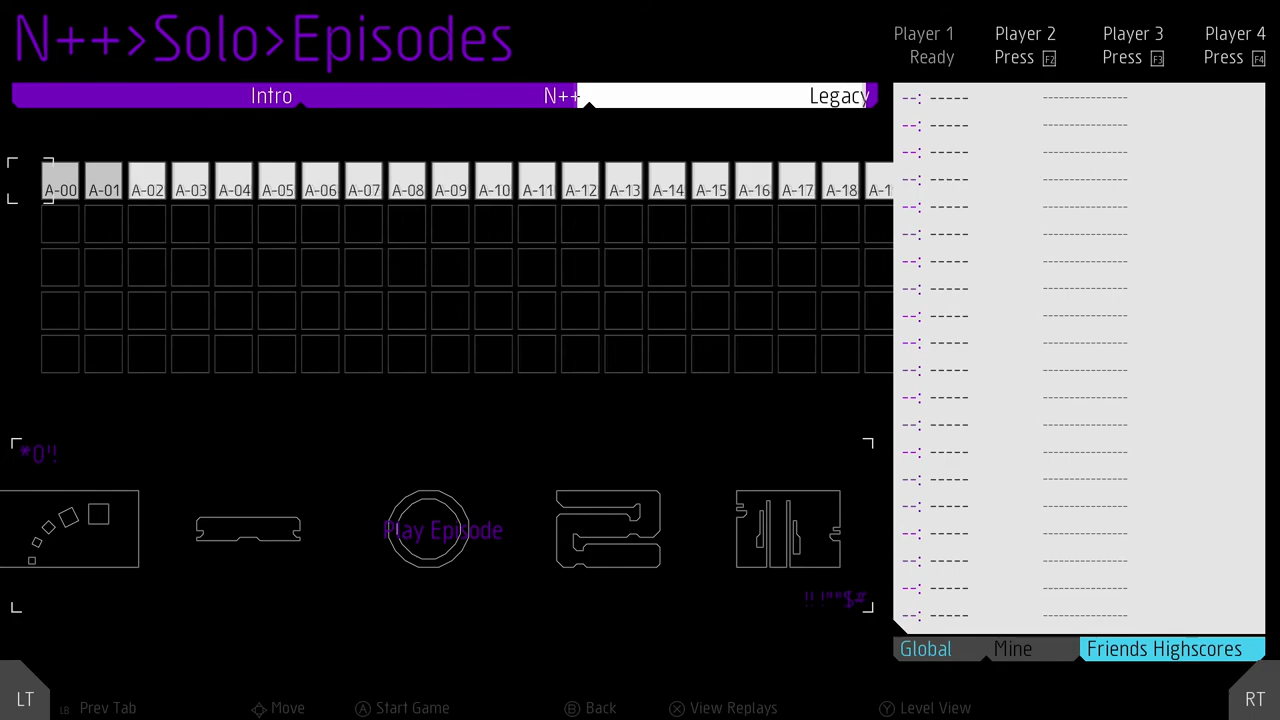 N++>Solo>Episodes
Player 1 Player 2 Player 3 Player 4
Ready Press F2 Press F3 Press F4
Intro N++ Legacy
A-00 A-01 A-02 A-03 A-04 A-05 A-06 A-07 A-08 A-09 A-10 A-11 A-12 A-13 A-14 A-15 A-16 A-17 A-18
*0'!
Play Episode
!! !""$#
Global Mine Friends Highscores
LT LB Prev Tab Move A Start Game B Back X View Replays Y Level View RT